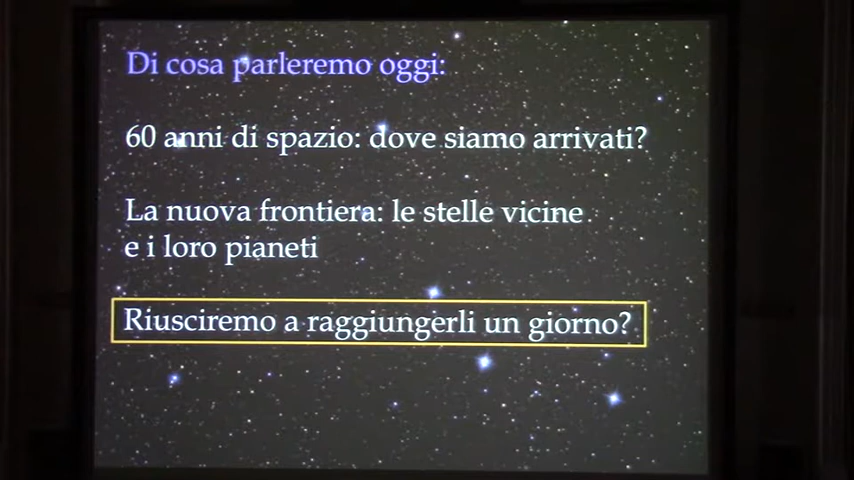 Di cosa parleremo oggi:
60 anni di spazio: dove siamo arrivati?
La nuova frontiera: le stelle vicine
e i loro pianeti
Riusciremo a raggiungerli un giorno?